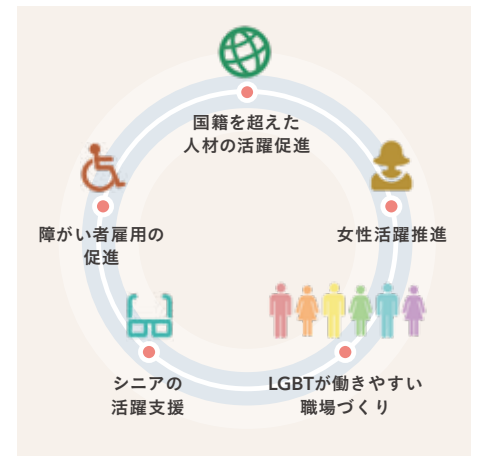 国籍を超えた
人材の活躍促進
障がい者雇用の
促進
女性活躍推進
シニアの
活躍支援
LGBTが働きやすい
職場づくり